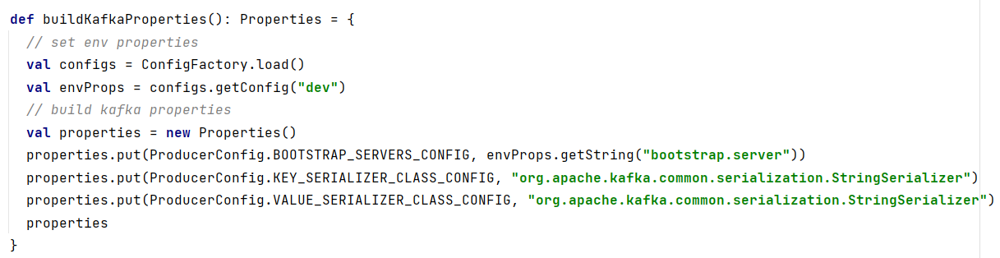 def buildKafkaProperties(): Properties = {
// set env properties
val configs = ConfigFactory.load()
val envProps = configs.getConfig("dev")
// build kafka properties
val properties = new Properties()
properties.put(ProducerConfig.BOOTSTRAP_SERVERS_CONFIG, envProps.getString("bootstrap.server"))
properties.put(ProducerConfig.KEY_SERIALIZER_CLASS_CONFIG, "org.apache.kafka.common.serialization.StringSerializer")
properties.put(ProducerConfig.VALUE_SERIALIZER_CLASS_CONFIG, "org.apache.kafka.common.serialization.StringSerializer")
properties
}